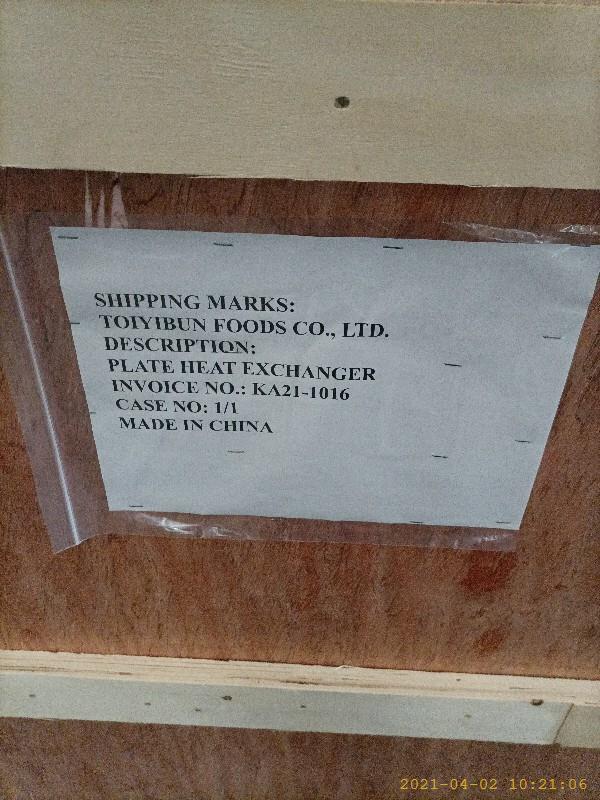 SHIPPING MARKS:
TOIYIBUN FOODS CO., LTD.
DESCRIPTION:
PLATE HEAT EXCHANGER
INVOICE NO.: KA21-1016
CASE NO: 1/1
MADE IN CHINA
2021-04-02 10:21:06